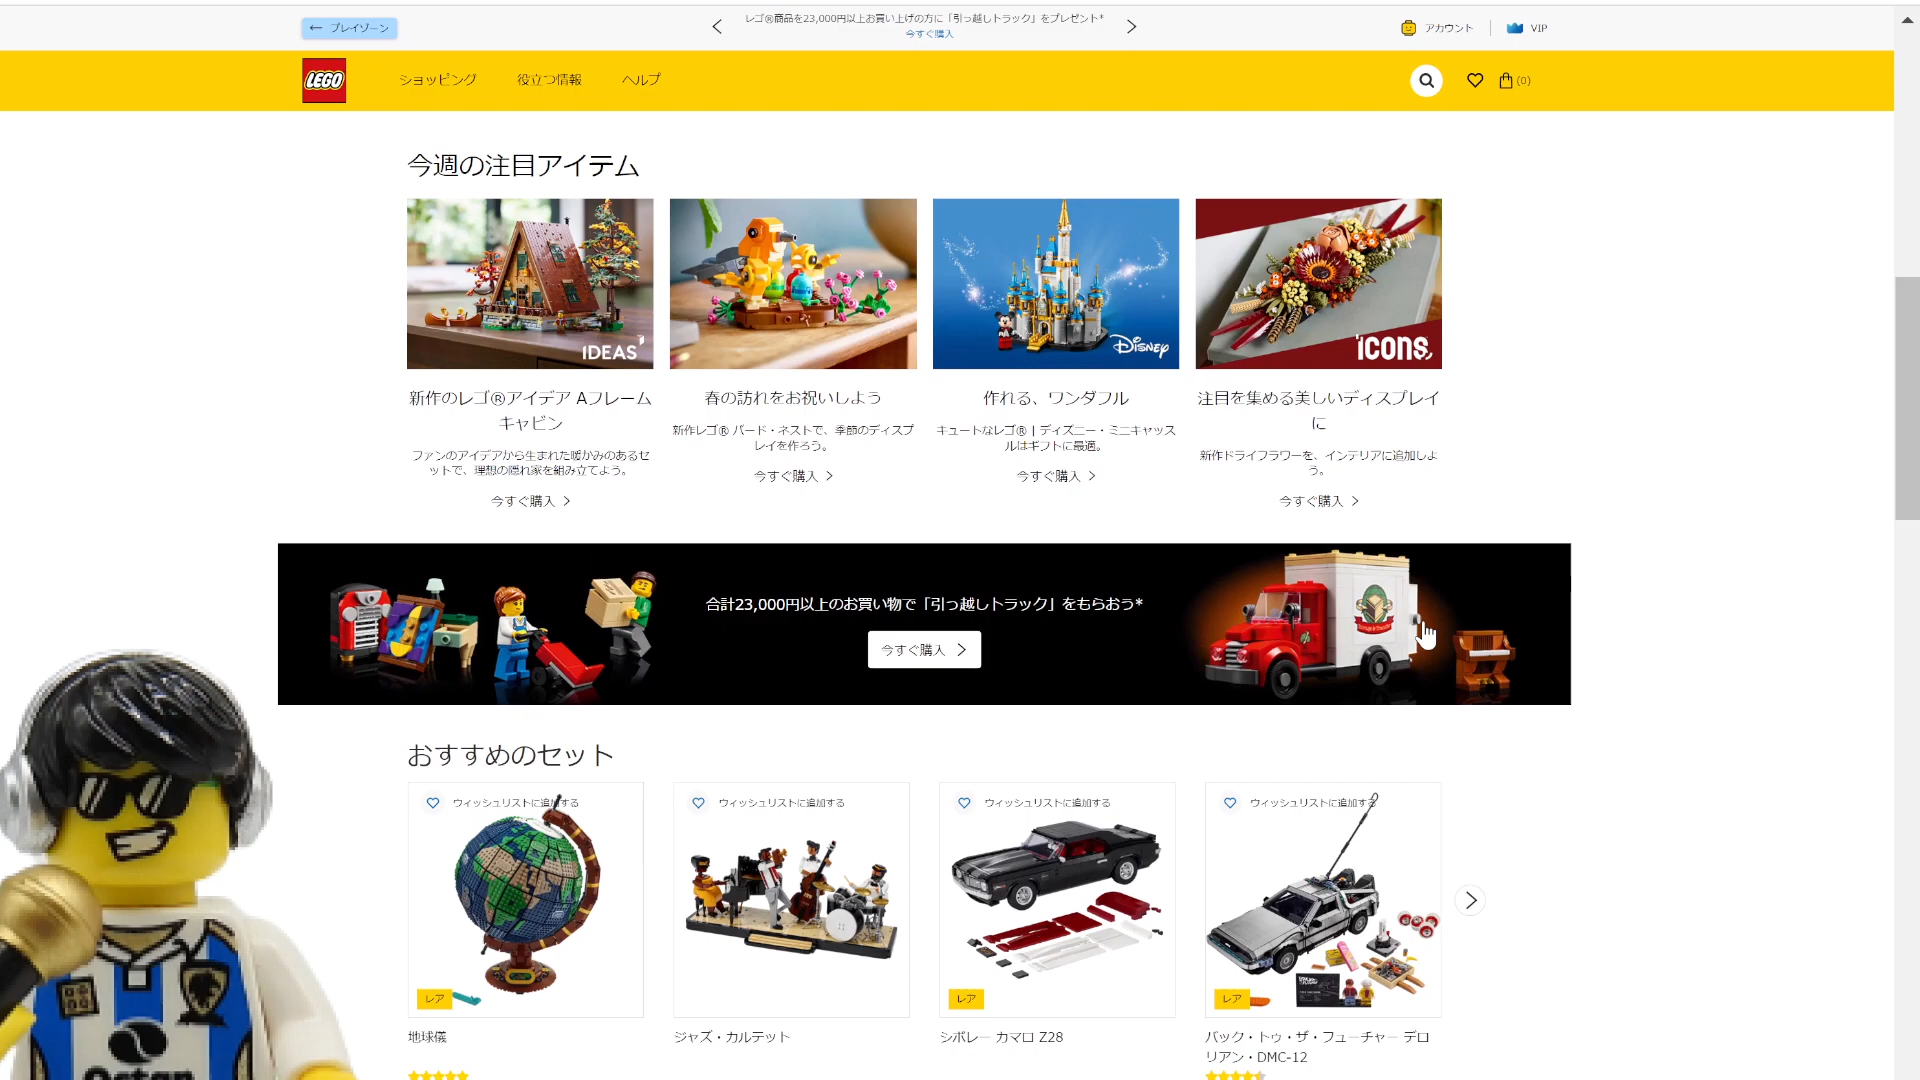 ← プレイゾーン
レゴ®商品を23,000円以上お買い上げの方に「引っ越しトラック」をプレゼント*
今すぐ購入
アカウント
VIP
LEGO
ショッピング
役立つ情報
ヘルプ
(0)
今週の注目アイテム
IDEAS
Disney
ICONS
新作のレゴ®アイデア Aフレーム
キャビン
ファンのアイデアから生まれた暖かみのあるセ
ットで、理想の隠れ家を組み立てよう。
今すぐ購入
春の訪れをお祝いしよう
新作レゴ® バード・ネストで、季節のディスプ
レイを作ろう。
今すぐ購入
作れる、ワンダフル
キュートなレゴ® | ディズニー・ミニキャッス
ルはギフトに最適。
今すぐ購入
注目を集める美しいディスプレイ
に
新作ドライフラワーを、インテリアに追加しよ
う。
今すぐ購入
合計23,000円以上のお買い物で「引っ越しトラック」をもらおう*
今すぐ購入
おすすめのセット
ウィッシュリストに追加する
レア
地球儀
ウィッシュリストに追加する
ジャズ・カルテット
ウィッシュリストに追加する
レア
シボレー カマロ Z28
ウィッシュリストに追加する
レア
バック・トゥ・ザ・フューチャー デロ
リアン・DMC-12
Octan